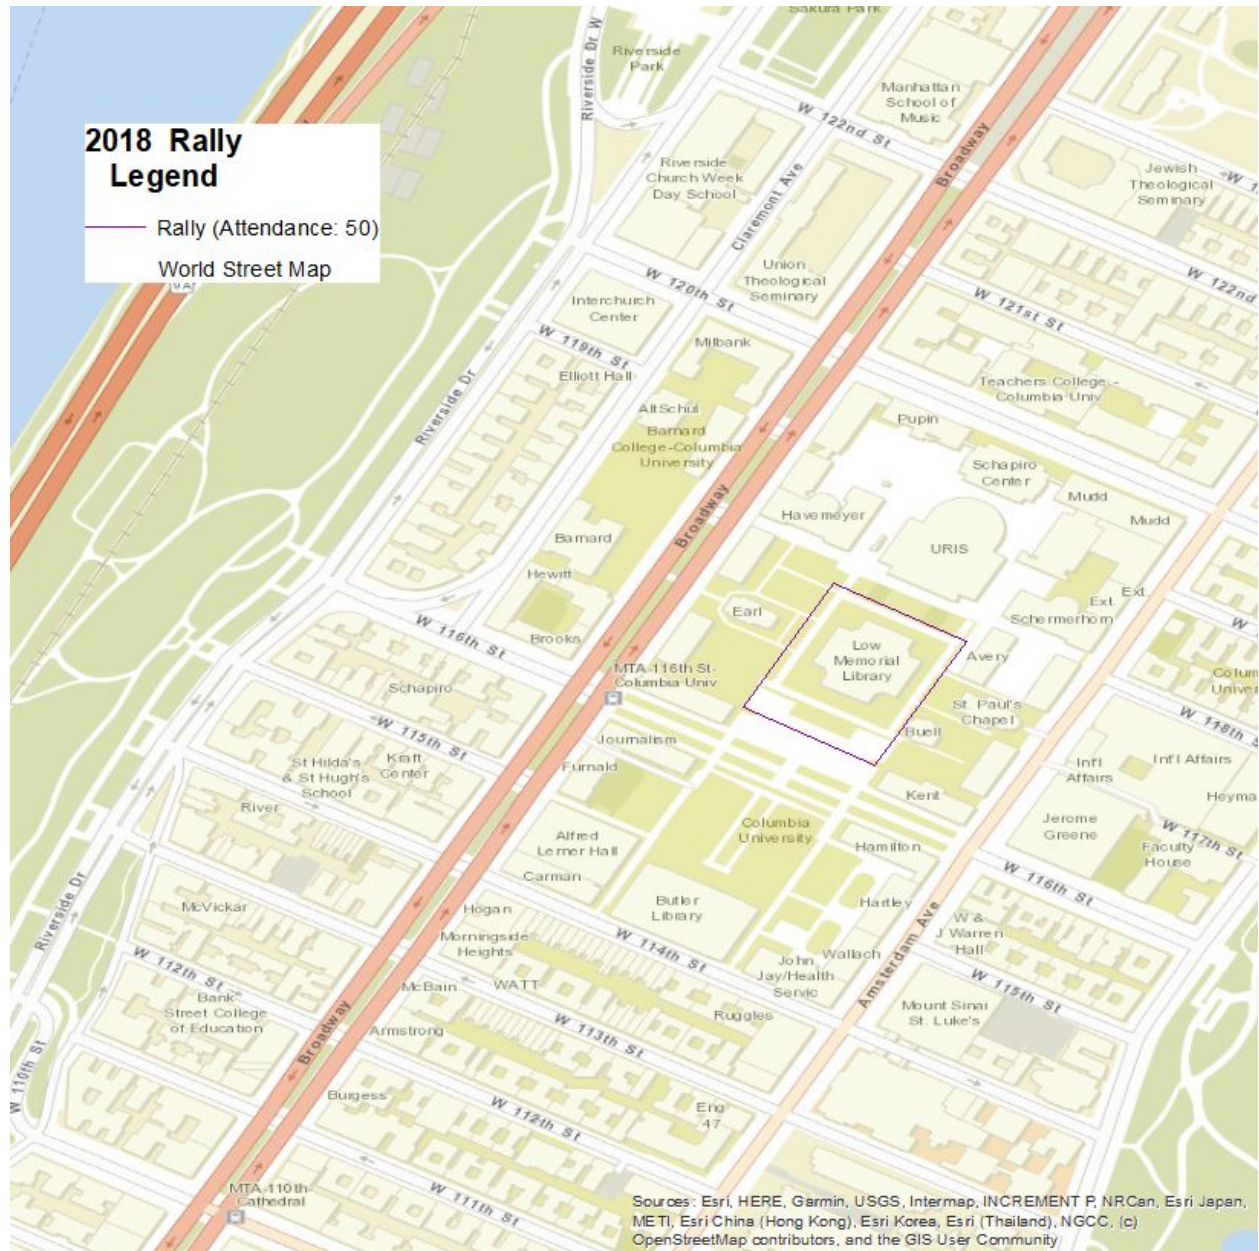 Sakura Park
Riverside
Park
Riverside Dr W
Manhattan
School of
Music
W 122nd St
Broadway
2018 Rally
Legend
Rally (Attendance: 50)
World Street Map
9A
Riverside
Church Week
Day School
Claremont Ave
Jewish
Theological
Seminary
Union
Theological
Seminary
W 122nd
W 120th St
W 121st St
Interchurch
Center
W 119th St
Milbank
Elliott Hall
Teachers College -
Columbia Univ
Riverside Dr
AltSchul
Barnard
College-Columbia
University
Pupin
Schapiro
Center
Mudd
Mudd
Broadway
Havemeyer
URIS
Barnard
Hewitt
Earl
Ext.
Ext.
Schermerhorn
W 116th St
Brooks
Low
Memorial
Library
Avery
MTA-116th St-
Columbia Univ
Schapiro
St. Paul's
Chapel
W 118th S
W 115th St
Journalism
Buell
St Hilda's
& St Hugh's
School
Kraft
Center
Furnald
Int'l
Affairs
Int'l Affairs
Heyma
River
Kent
Columbia
University
Jerome
Greene
W 117th St
Alfred
Lerner Hall
Hamilton
Faculty
House
Carman
W 116th St
Riverside Dr
McVickar
Hogan
Butler
Library
Hartley
Morningside
Heights
W 114th St
W &
J Warren
Hall
W 112th St
John
Jay/Health
Servic
Wallach
Amsterdam Ave
W 115th St
Bank
Street College
of Education
McBain
WATT
Ruggles
Mount Sinai
St. Luke's
Broadway
Armstrong
W 113th St
W 110th St
Burgess
W 112th St
Eng
47
MTA-110th-
Cathedral
W 111th St
Sources: Esri, HERE, Garmin, USGS, Intermap, INCREMENT P, NRCan, Esri Japan,
METI, Esri China (Hong Kong), Esri Korea, Esri (Thailand), NGCC, (c)
OpenStreetMap contributors, and the GIS User Community